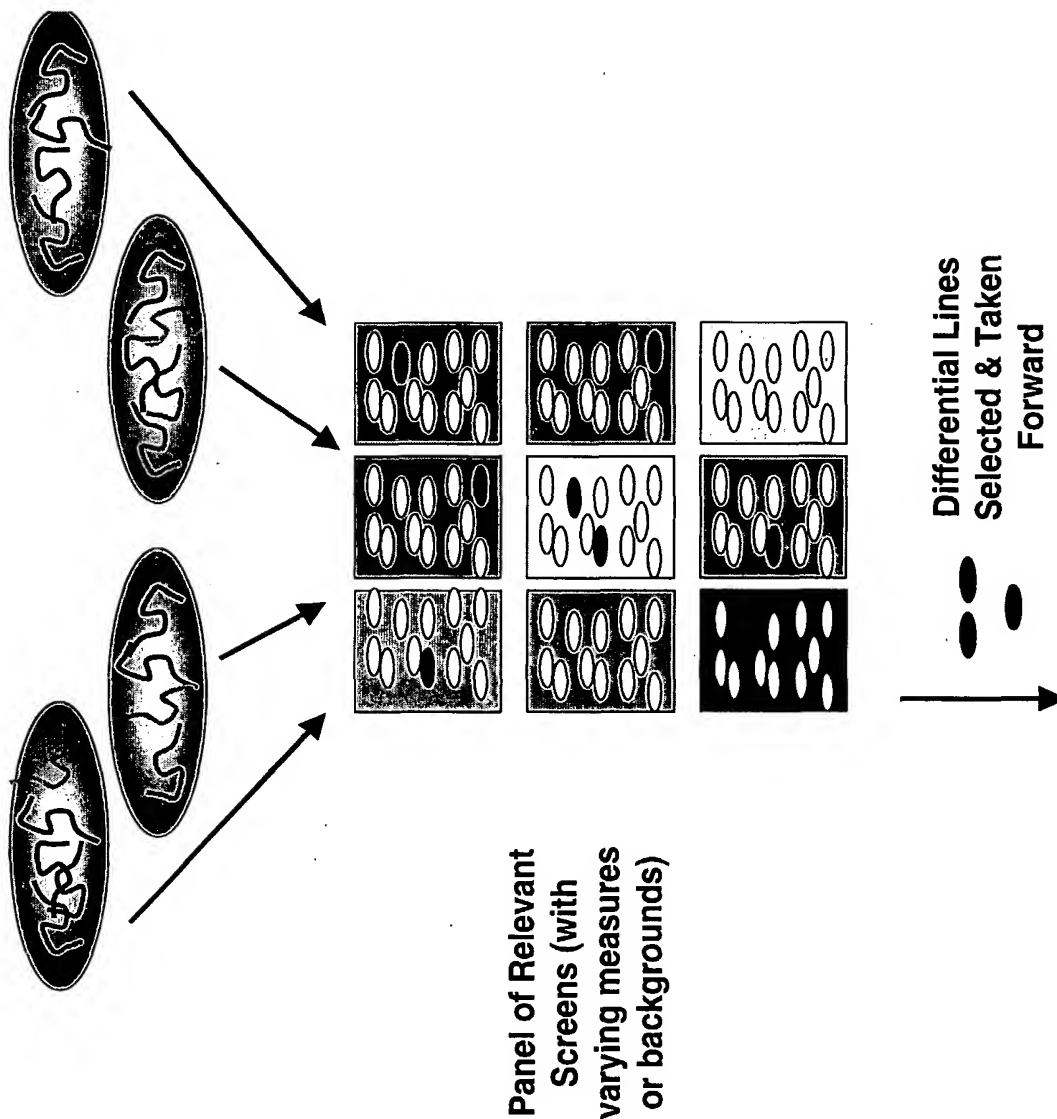 Panel of Relevant
Screens (with
varying measures
or backgrounds)
Differential Lines
Selected & Taken
Forward